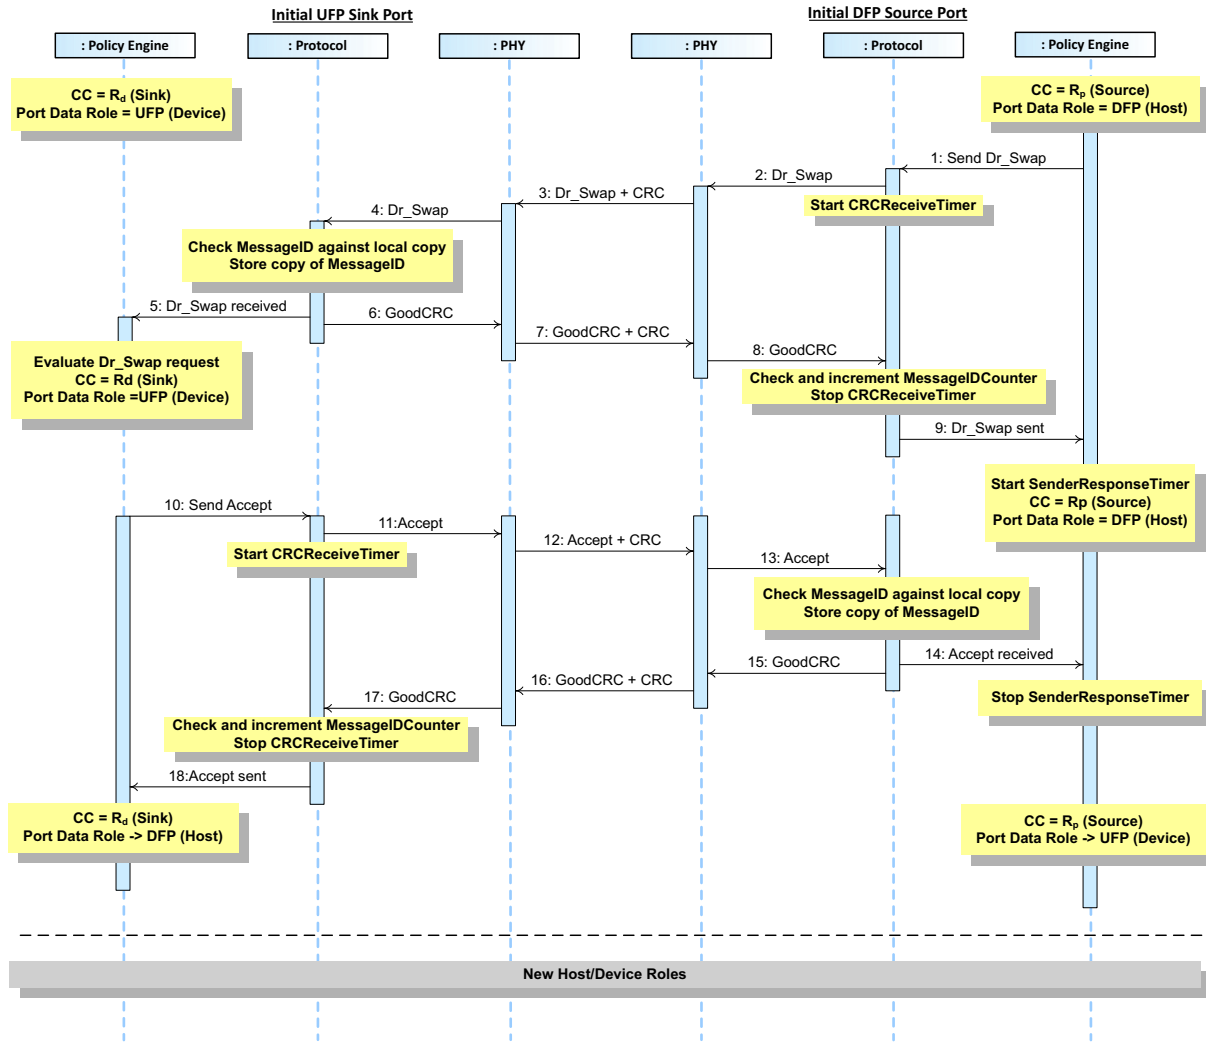 Initial UFP Sink Port
Initial DFP Source Port
: Policy Engine
: Protocol
: PHY
: PHY
: Protocol
: Policy Engine
CC = Rd (Sink)
Port Data Role = UFP (Device)
CC = Rp (Source)
Port Data Role = DFP (Host)
1: Send Dr_Swap
2: Dr_Swap
3: Dr_Swap + CRC
4: Dr_Swap
Start CRCReceiveTimer
Check MessageID against local copy
Store copy of MessageID
5: Dr_Swap received
6: GoodCRC
7: GoodCRC + CRC
8: GoodCRC
Evaluate Dr_Swap request
CC = Rd (Sink)
Port Data Role =UFP (Device)
Check and increment MessageIDCounter
Stop CRCReceiveTimer
9: Dr_Swap sent
Start SenderResponseTimer
CC = Rp (Source)
Port Data Role = DFP (Host)
10: Send Accept
11:Accept
12: Accept + CRC
13: Accept
Start CRCReceiveTimer
Check MessageID against local copy
Store copy of MessageID
14: Accept received
15: GoodCRC
16: GoodCRC + CRC
17: GoodCRC
Stop SenderResponseTimer
Check and increment MessageIDCounter
Stop CRCReceiveTimer
18:Accept sent
CC = Rd (Sink)
Port Data Role -> DFP (Host)
CC = Rp (Source)
Port Data Role -> UFP (Device)
New Host/Device Roles